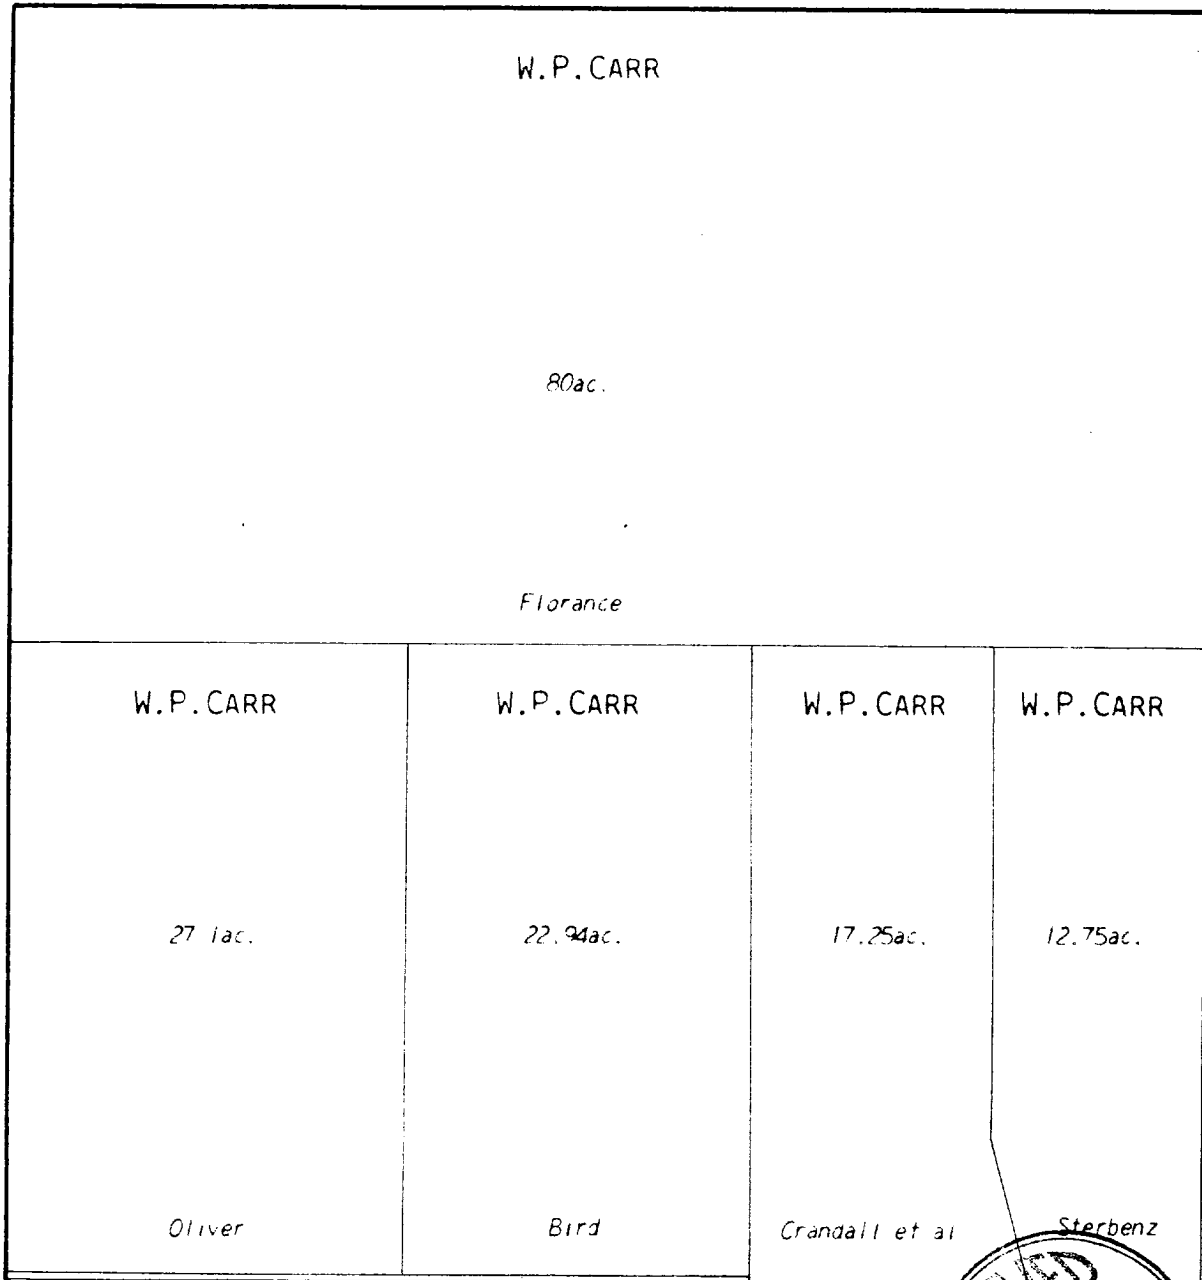 W.P.CARR
80ac.
Florance
W.P.CARR
W.P.CARR
W.P.CARR
W.P.CARR
27 1ac.
22.94ac.
17.25ac.
12.75ac.
Oliver
Bird
Crandall et al
Sterbenz